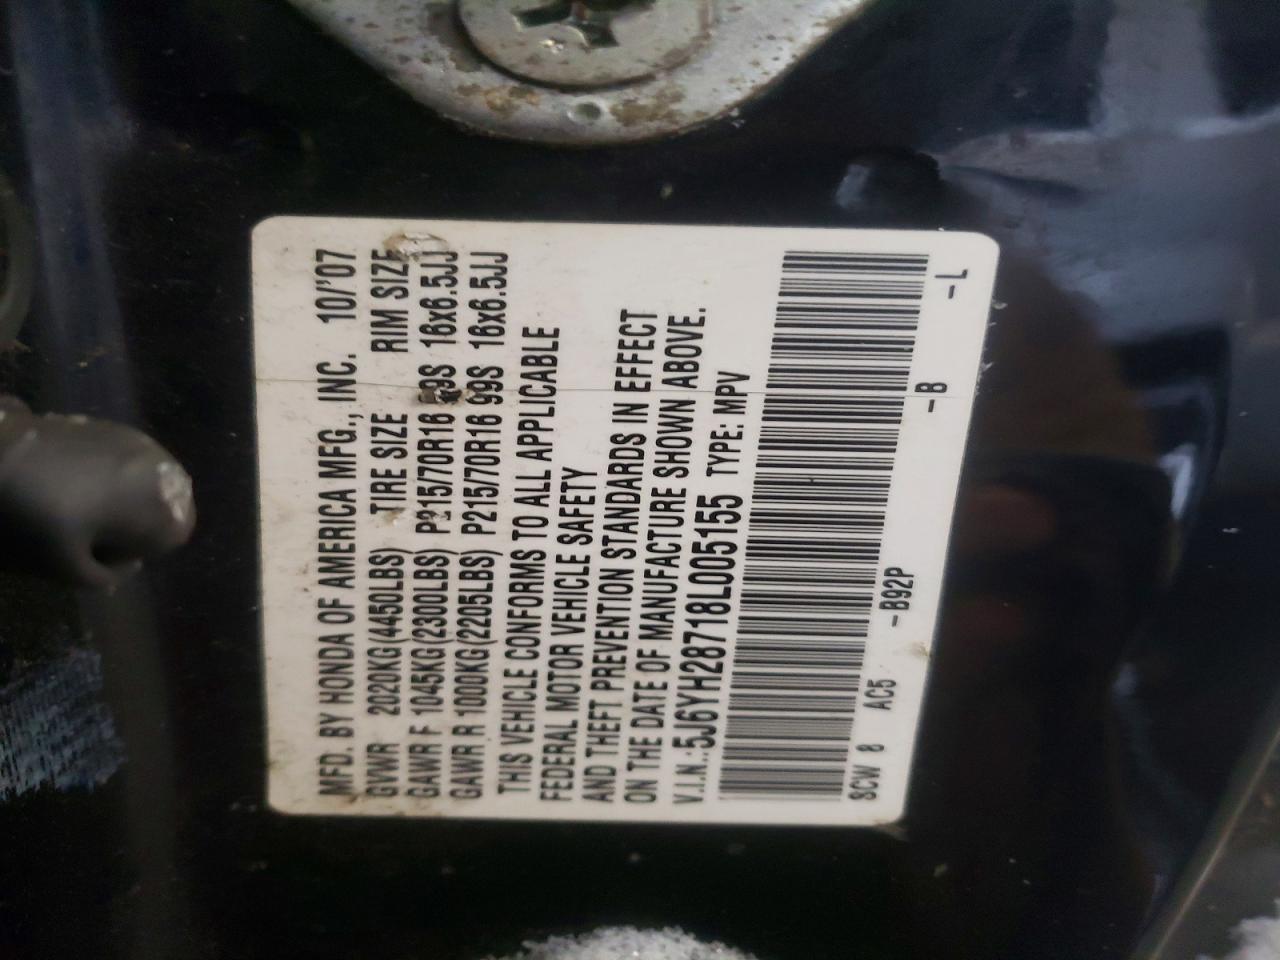 MFD. BY HONDA OF AMERICA MFG., INC. 10/'07
GVWR 2020KG(4450LBS) TIRE SIZE RIM SIZE
GAWR F 1045KG(2300LBS) P215/70R16 99S 16x6.5JJ
GAWR R 1000KG(2205LBS) P215/70R16 99S 16x6.5JJ
THIS VEHICLE CONFORMS TO ALL APPLICABLE
FEDERAL MOTOR VEHICLE SAFETY
AND THEFT PREVENTION STANDARDS IN EFFECT
ON THE DATE OF MANUFACTURE SHOWN ABOVE.
V.I.N.:5J6YH28718L005155 TYPE: MPV
SCW 8 AC5 -B92P -B -L